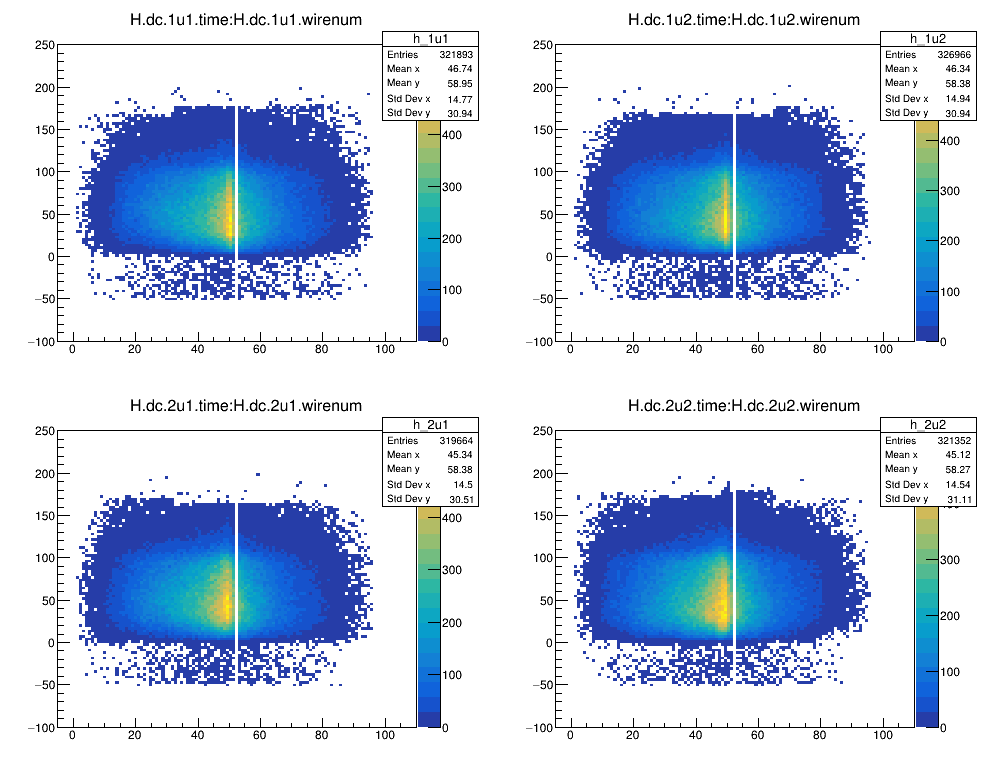 H.dc.1u1.time:H.dc.1u1.wirenum
h_1u1
Entries 321893
Mean x 46.74
Mean y 58.95
Std Dev x 14.77
Std Dev y 30.94
250
200
150
100
50
0
−50
−100
0 20 40 60 80 100
400
300
200
100
0
H.dc.1u2.time:H.dc.1u2.wirenum
h_1u2
Entries 326966
Mean x 46.34
Mean y 58.38
Std Dev x 14.94
Std Dev y 30.94
250
200
150
100
50
0
−50
−100
0 20 40 60 80 100
400
300
200
100
0
H.dc.2u1.time:H.dc.2u1.wirenum
h_2u1
Entries 319664
Mean x 45.34
Mean y 58.38
Std Dev x 14.5
Std Dev y 30.51
250
200
150
100
50
0
−50
−100
0 20 40 60 80 100
400
300
200
100
0
H.dc.2u2.time:H.dc.2u2.wirenum
h_2u2
Entries 321352
Mean x 45.12
Mean y 58.27
Std Dev x 14.54
Std Dev y 31.11
250
200
150
100
50
0
−50
−100
0 20 40 60 80 100
300
200
100
0